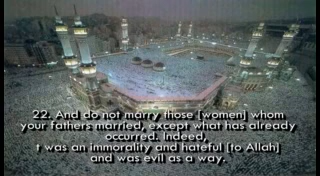 22. And do not marry those [women] whom
your fathers married, except what has already
occurred. Indeed,
t was an immorality and hateful [to Allah]
and was evil as a way.